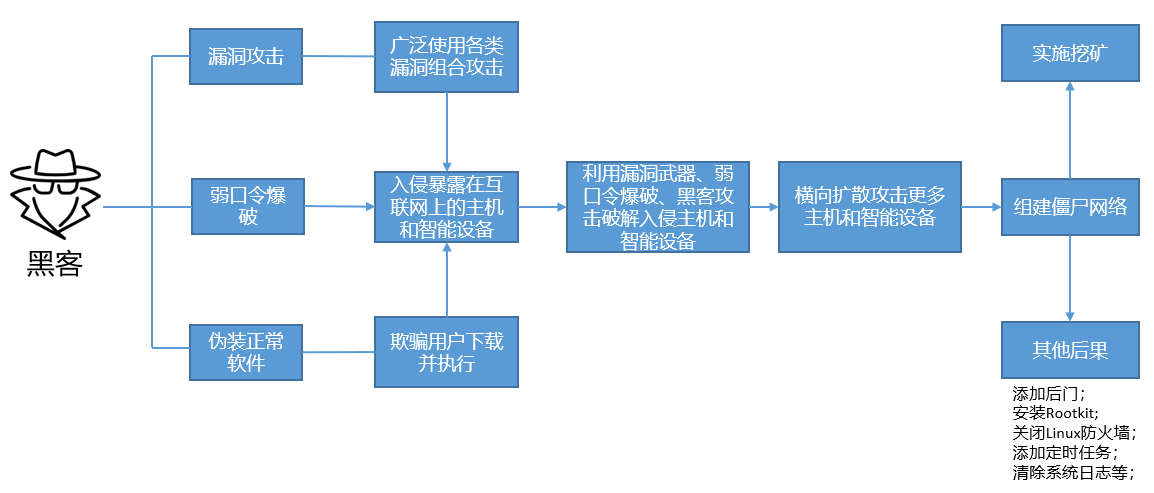 漏洞攻击
广泛使用各类
漏洞组合攻击
实施挖矿
黑客
弱口令爆
破
入侵暴露在互
联网上的主机
和智能设备
利用漏洞武器、弱
口令爆破、黑客攻
击破解入侵主机和
智能设备
横向扩散攻击更多
主机和智能设备
组建僵尸网络
伪装正常
软件
欺骗用户下载
并执行
其他后果
添加后门；
安装Rootkit;
关闭Linux防火墙；
添加定时任务；
清除系统日志等；